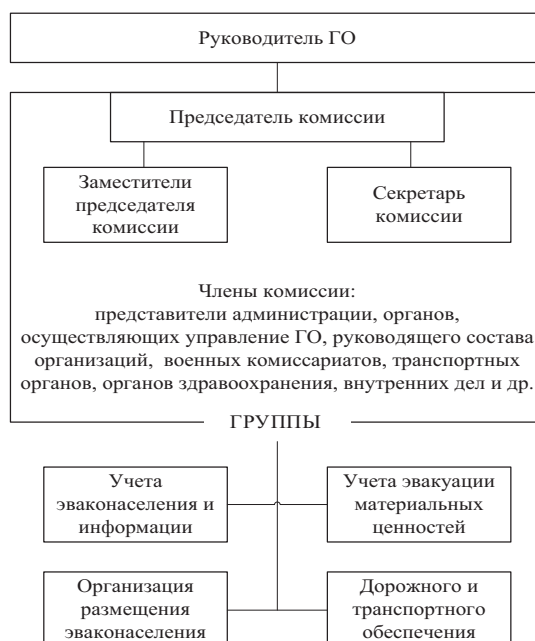 Руководитель ГО
Председатель комиссии
Заместители
председателя
комиссии
Секретарь
комиссии
Члены комиссии:
представители администрации, органов,
осуществляющих управление ГО, руководящего состава
организаций, военных комиссариатов, транспортных
органов, органов здравоохранения, внутренних дел и др.
ГРУППЫ
Учета
эваконаселения и
информации
Учета эвакуации
материальных
ценностей
Организация
размещения
эваконаселения
Дорожного и
транспортного
обеспечения